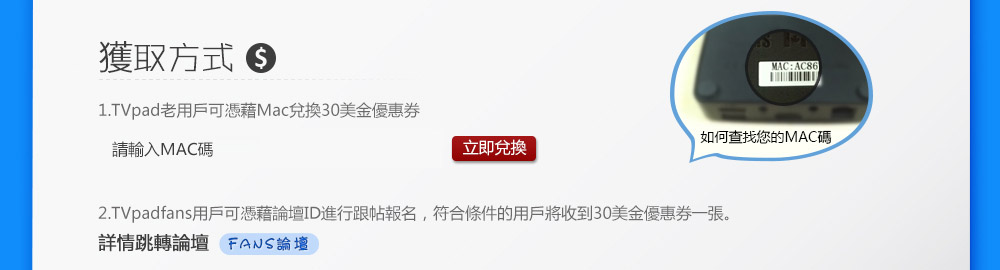 獲取方式 $
1.TVpad老用戶可憑藉Mac兌換30美金優惠券
請輸入MAC碼
立即兌換
MAC:AC86
如何查找您的MAC碼
2.TVpadfans用戶可憑藉論壇ID進行跟帖報名，符合條件的用戶將收到30美金優惠券一張。
詳情跳轉論壇 FANS論壇